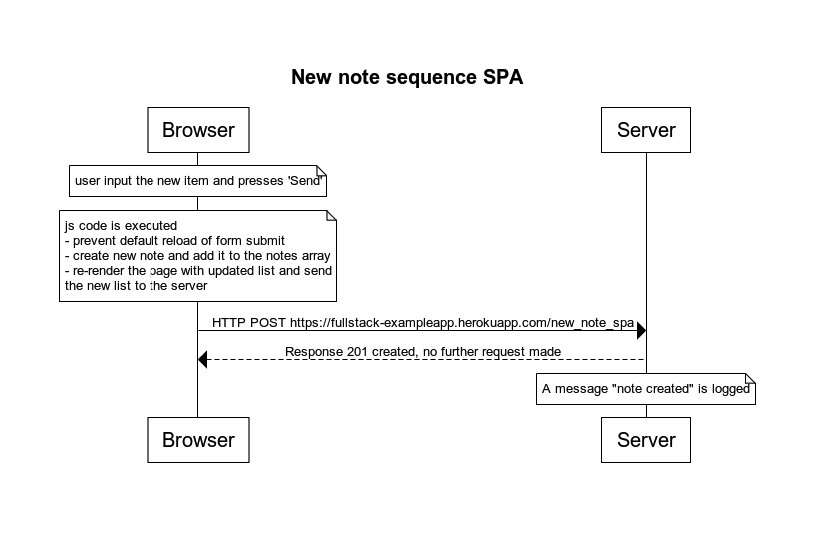 New note sequence SPA
Browser
Server
user input the new item and presses 'Send'
js code is executed
- prevent default reload of form submit
- create new note and add it to the notes array
- re-render the page with updated list and send
the new list to the server
HTTP POST https://fullstack-exampleapp.herokuapp.com/new_note_spa
Response 201 created, no further request made
A message "note created" is logged
Browser
Server